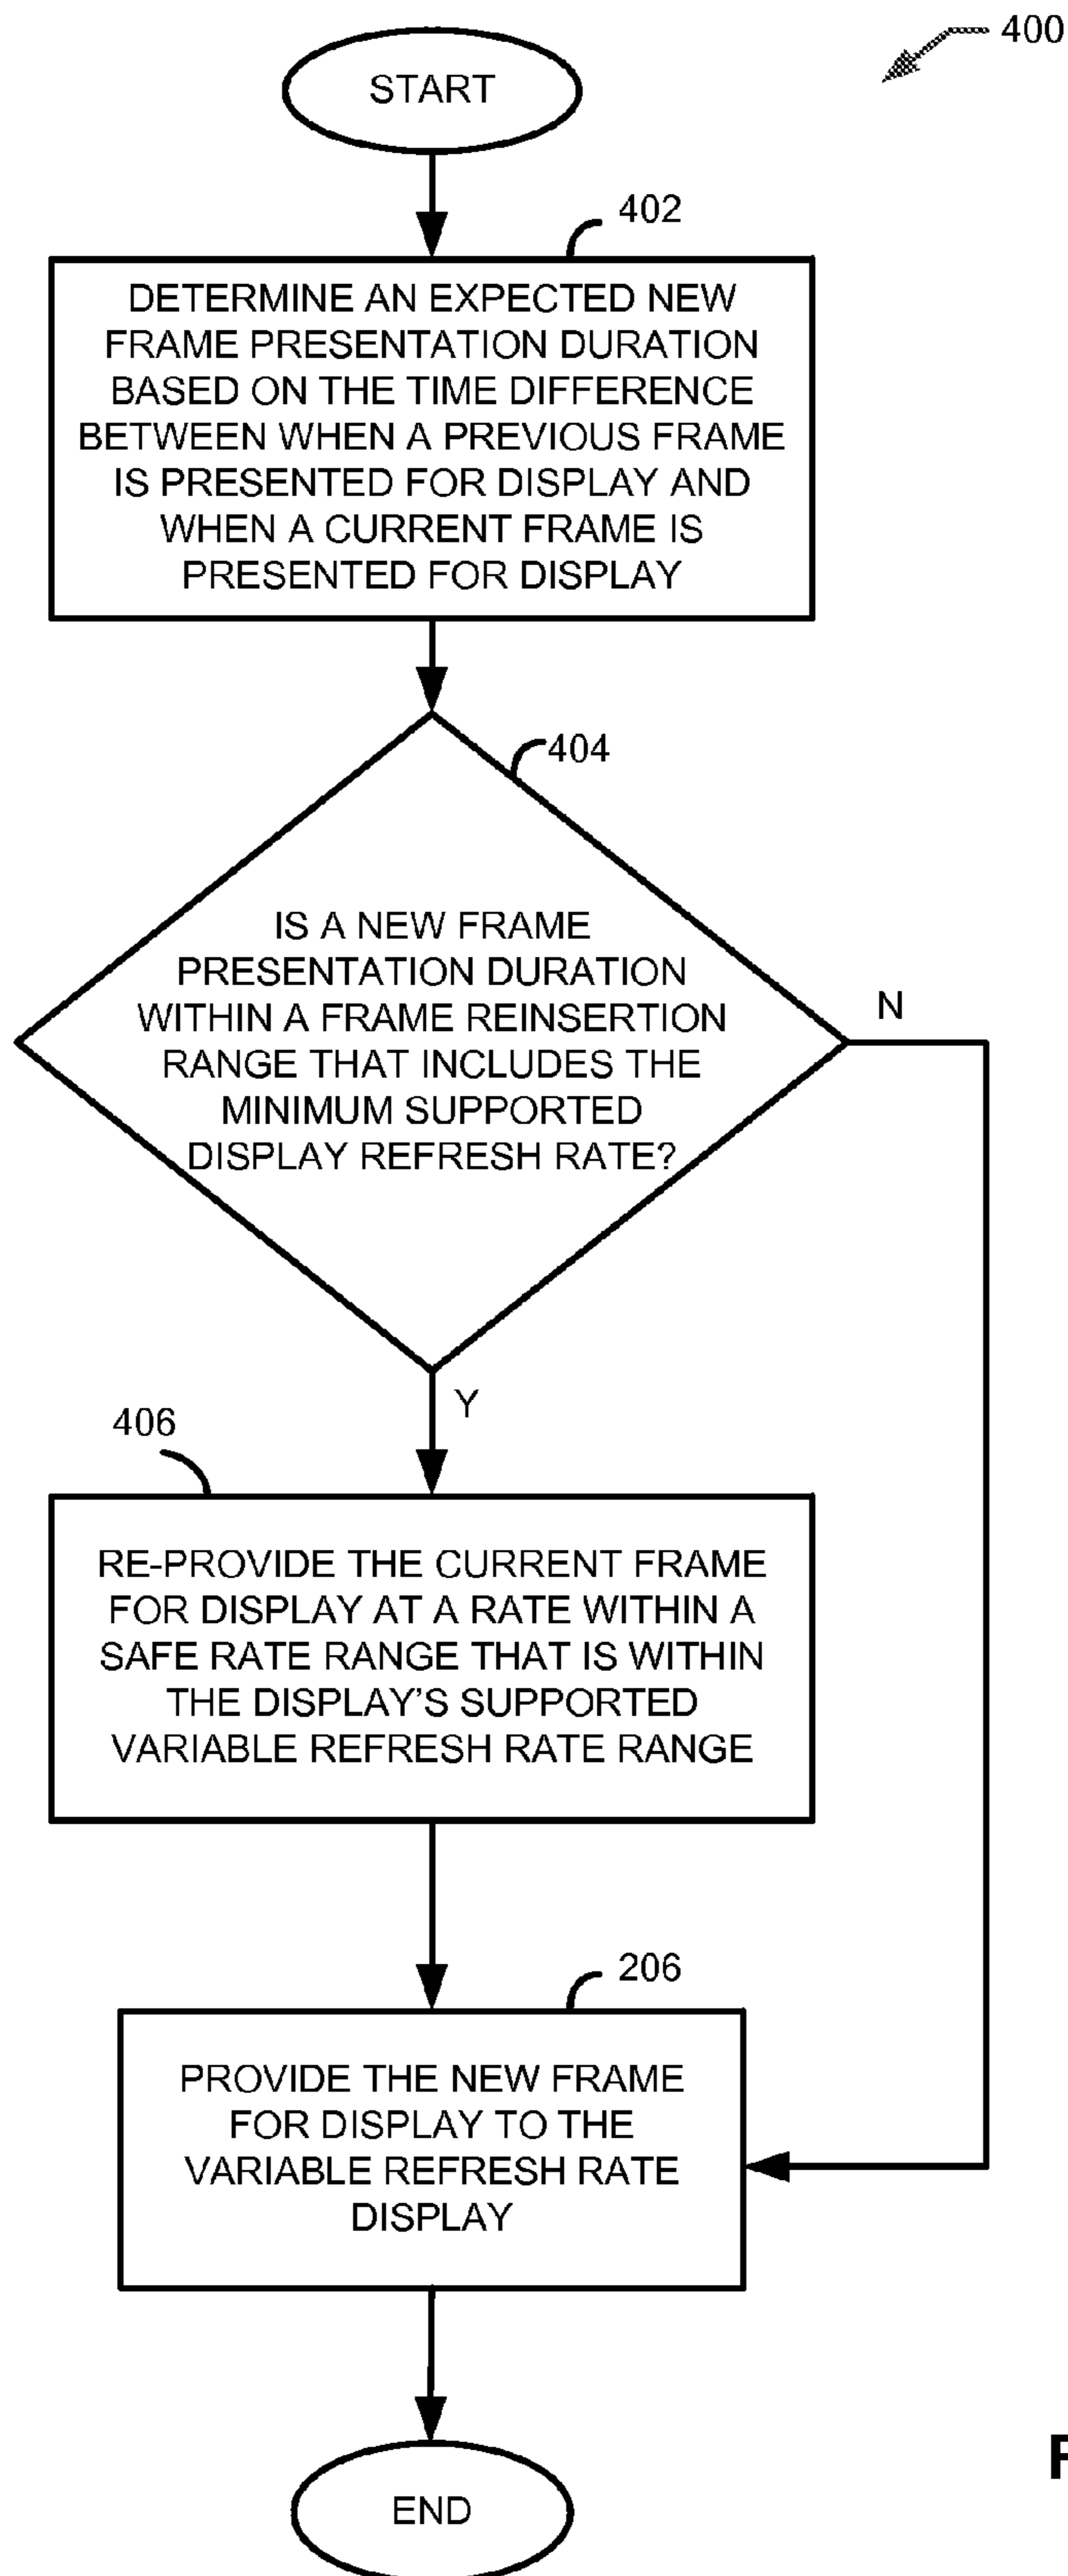 400
START
402
DETERMINE AN EXPECTED NEW
FRAME PRESENTATION DURATION
BASED ON THE TIME DIFFERENCE
BETWEEN WHEN A PREVIOUS FRAME
IS PRESENTED FOR DISPLAY AND
WHEN A CURRENT FRAME IS
PRESENTED FOR DISPLAY
404
IS A NEW FRAME
PRESENTATION DURATION
WITHIN A FRAME REINSERTION
RANGE THAT INCLUDES THE
MINIMUM SUPPORTED
DISPLAY REFRESH RATE?
N
Y
406
RE-PROVIDE THE CURRENT FRAME
FOR DISPLAY AT A RATE WITHIN A
SAFE RATE RANGE THAT IS WITHIN
THE DISPLAY'S SUPPORTED
VARIABLE REFRESH RATE RANGE
206
PROVIDE THE NEW FRAME
FOR DISPLAY TO THE
VARIABLE REFRESH RATE
DISPLAY
END